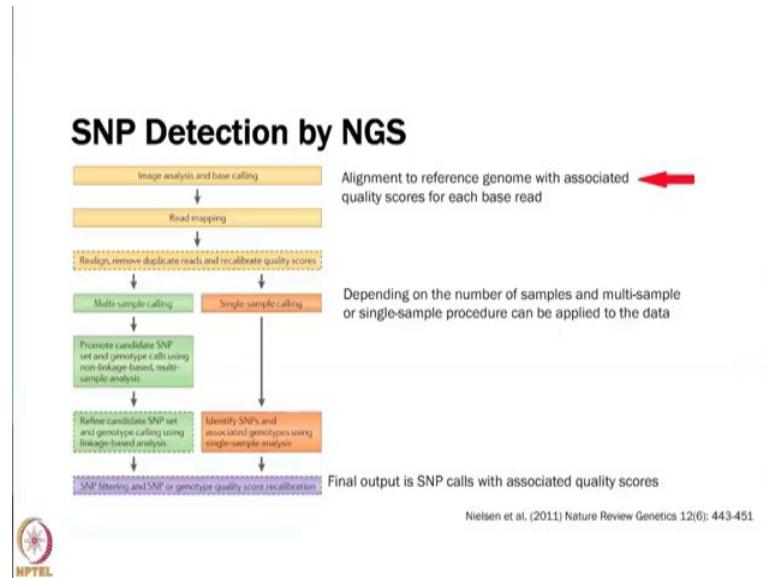 SNP Detection by NGS
Image analysis and base calling
Alignment to reference genome with associated
quality scores for each base read
Read mapping
Realign, remove duplicate reads and recalibrate quality scores
Multi-sample calling
Single-sample calling
Depending on the number of samples and multi-sample
or single-sample procedure can be applied to the data
Promote candidate SNP
set and genotype calls using
non-linkage-based, multi-
sample analysis
Refine candidate SNP set
and genotype calling using
linkage-based analysis
Identify SNPs and
associated genotypes using
single-sample analysis
SNP filtering and SNP or genotype quality score recalibration
Final output is SNP calls with associated quality scores
Nielsen et al, (2011) Nature Review Genetics 12(6): 443-451
NPTEL